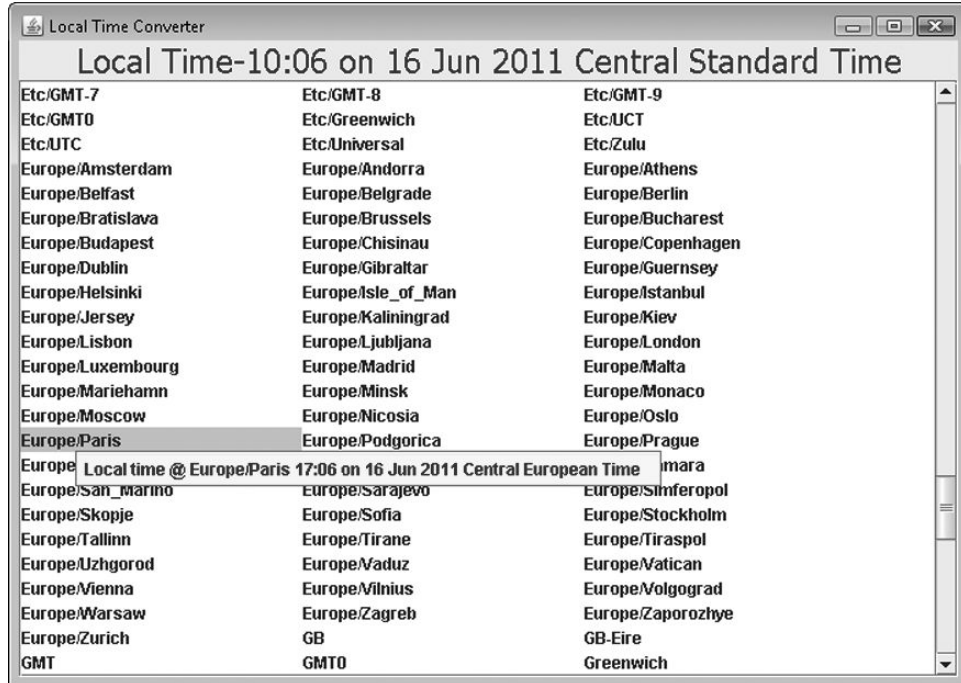 Local Time Converter
Local Time-10:06 on 16 Jun 2011 Central Standard Time
Etc/GMT-7 Etc/GMT-8 Etc/GMT-9
Etc/GMT0 Etc/Greenwich Etc/UCT
Etc/UTC Etc/Universal Etc/Zulu
Europe/Amsterdam Europe/Andorra Europe/Athens
Europe/Belfast Europe/Belgrade Europe/Berlin
Europe/Bratislava Europe/Brussels Europe/Bucharest
Europe/Budapest Europe/Chisinau Europe/Copenhagen
Europe/Dublin Europe/Gibraltar Europe/Guernsey
Europe/Helsinki Europe/Isle_of_Man Europe/Istanbul
Europe/Jersey Europe/Kaliningrad Europe/Kiev
Europe/Lisbon Europe/Ljubljana Europe/London
Europe/Luxembourg Europe/Madrid Europe/Malta
Europe/Mariehamn Europe/Minsk Europe/Monaco
Europe/Moscow Europe/Nicosia Europe/Oslo
Europe/Paris Europe/Podgorica Europe/Prague
Europe Local time @ Europe/Paris 17:06 on 16 Jun 2011 Central European Time mara
Europe/San_Marino Europe/Sarajevo Europe/Simferopol
Europe/Skopje Europe/Sofia Europe/Stockholm
Europe/Tallinn Europe/Tirane Europe/Tiraspol
Europe/Uzhgorod Europe/Vaduz Europe/Vatican
Europe/Vienna Europe/Vilnius Europe/Volgograd
Europe/Warsaw Europe/Zagreb Europe/Zaporozhye
Europe/Zurich GB GB-Eire
GMT GMT0 Greenwich